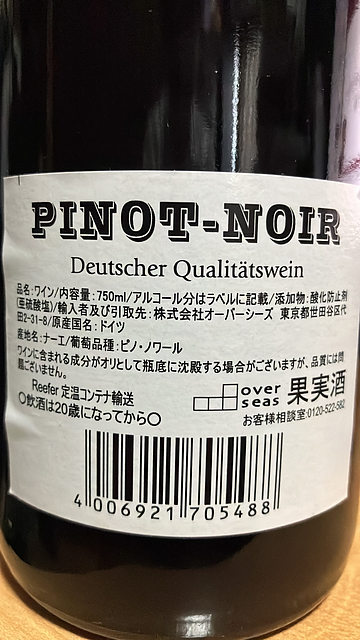 PINOT-NOIR
Deutscher Qualitätswein
品名:ワイン/内容量:750ml/アルコール分はラベルに記載/添加物:酸化防止剤
(亜硫酸塩)/輸入者及び引取先:株式会社オーバーシーズ 東京都世田谷区代
田2-31-8/原産国名:ドイツ
産地名:ナーエ/葡萄品種:ピノ・ノワール
ワインに含まれる成分がオリとして瓶底に沈殿する場合がございますが、品質には問
題ございません。
Reefer 定温コンテナ輸送
○飲酒は20歳になってから○
over
seas
果実酒
お客様相談室:0120-522-582
4 006921 705488